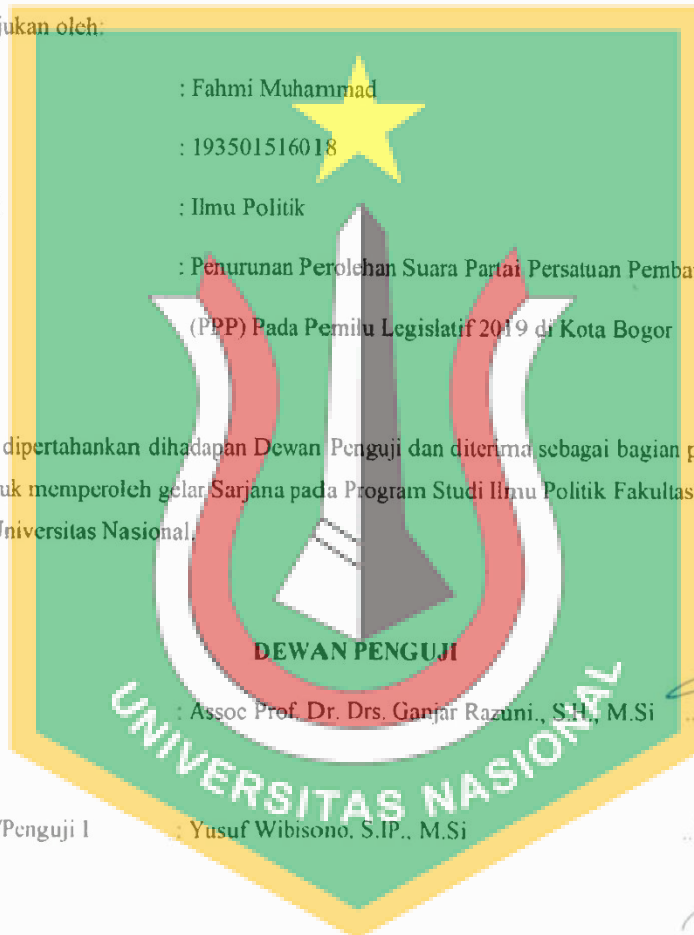 jukan oleh:
: Fahmi Muhammad
: 193501516018
: Ilmu Politik
: Penurunan Perolehan Suara Partai Persatuan Pemba
(PPP) Pada Pemilu Legislatif 2019 di Kota Bogor
dipertahankan dihadapan Dewan Penguji dan diterima sebagai bagian p
uk memperoleh gelar Sarjana pada Program Studi Ilmu Politik Fakultas
Universitas Nasional.
DEWAN PENGUJI
: Assoc Prof. Dr. Drs. Ganjar Razuni., S.H., M.Si
UNIVERSITAS NASIONAL
/Penguji 1 : Yusuf Wibisono, S.IP., M.Si